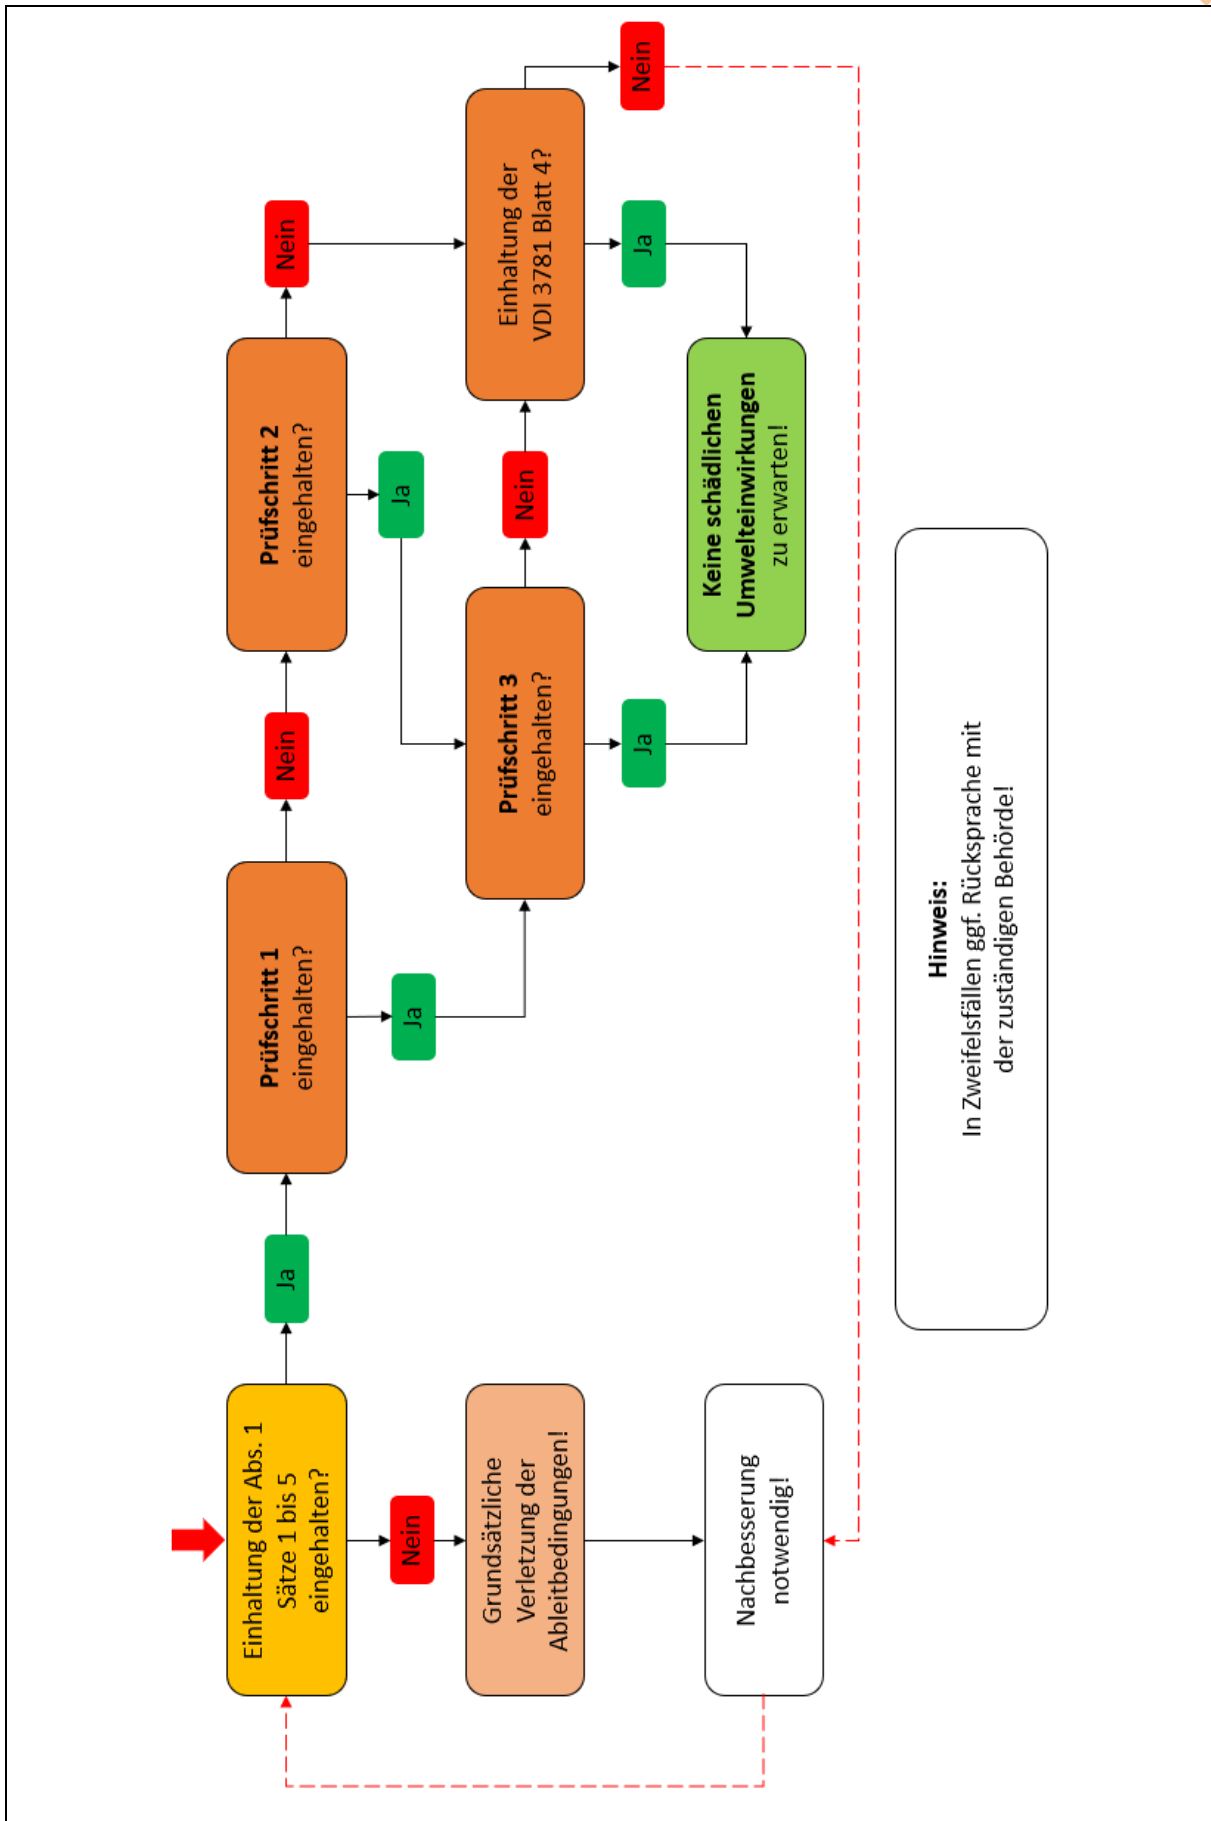 Einhaltung der Abs. 1
Sätze 1 bis 5
eingehalten?
Ja
Prüfschritt 1
eingehalten?
Nein
Prüfschritt 2
eingehalten?
Nein
Nein
Ja
Ja
Grundsätzliche
Verletzung der
Ableitbedingungen!
Prüfschritt 3
eingehalten?
Nein
Einhaltung der
VDI 3781 Blatt 4?
Ja
Ja
Nein
Nachbesserung
notwendig!
Keine schädlichen
Umwelteinwirkungen
zu erwarten!
Hinweis:
In Zweifelsfällen ggf. Rücksprache mit
der zuständigen Behörde!